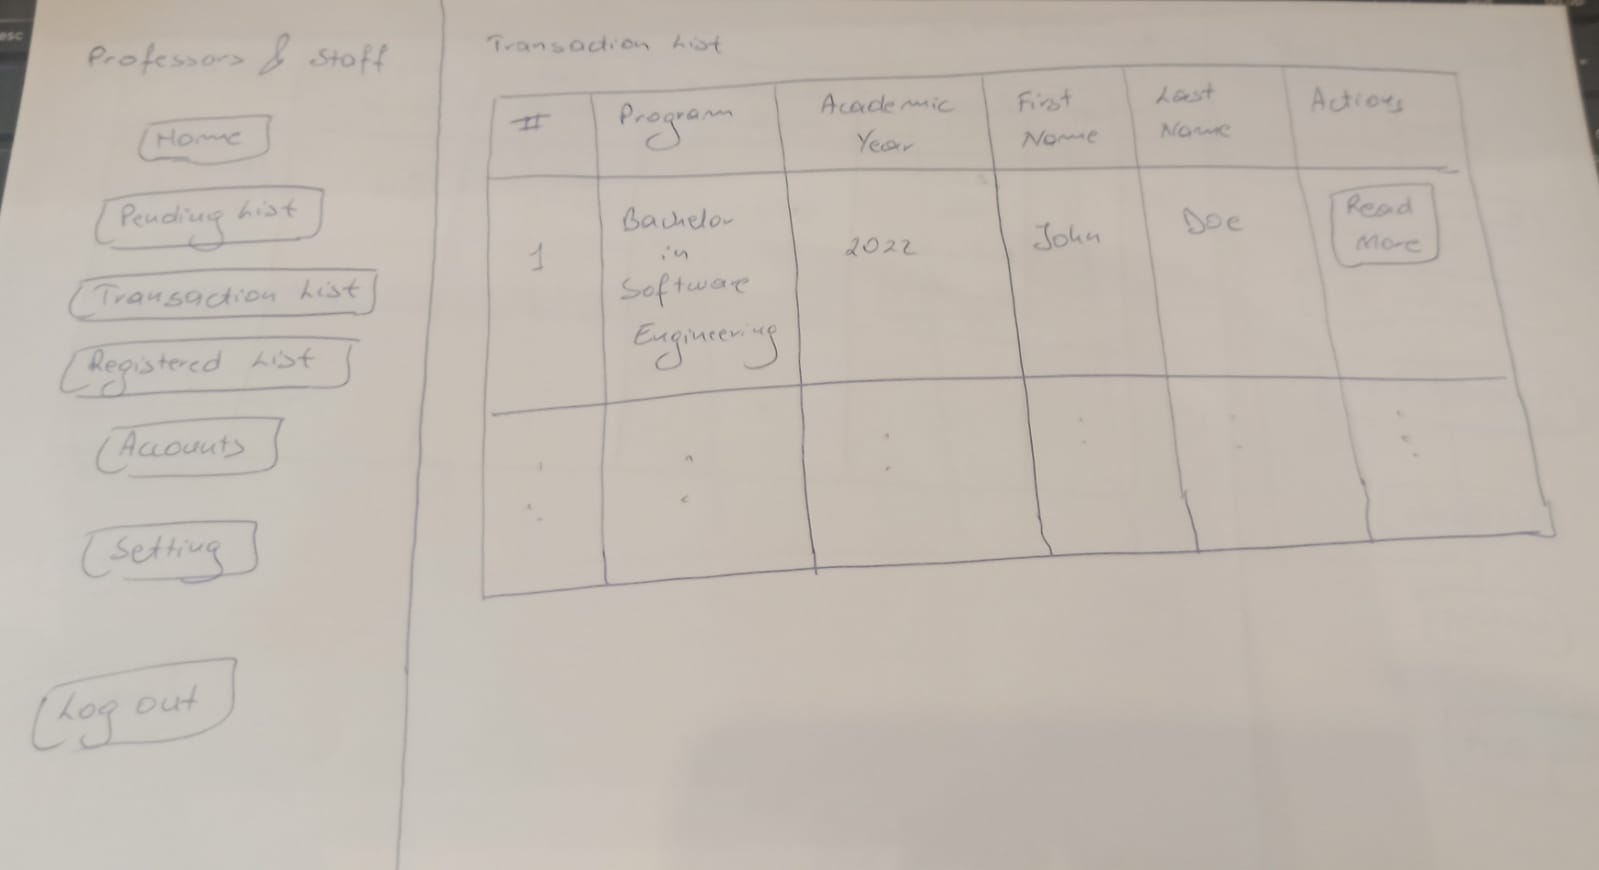 esc
Professors & Staff
Home
Pending List
Transaction List
Registered List
Accounts
Setting
Log out
Transaction List
# Program Academic Year First Name Last Name Actions
1 Bachelor in Software Engineering 2022 John Doe Read More